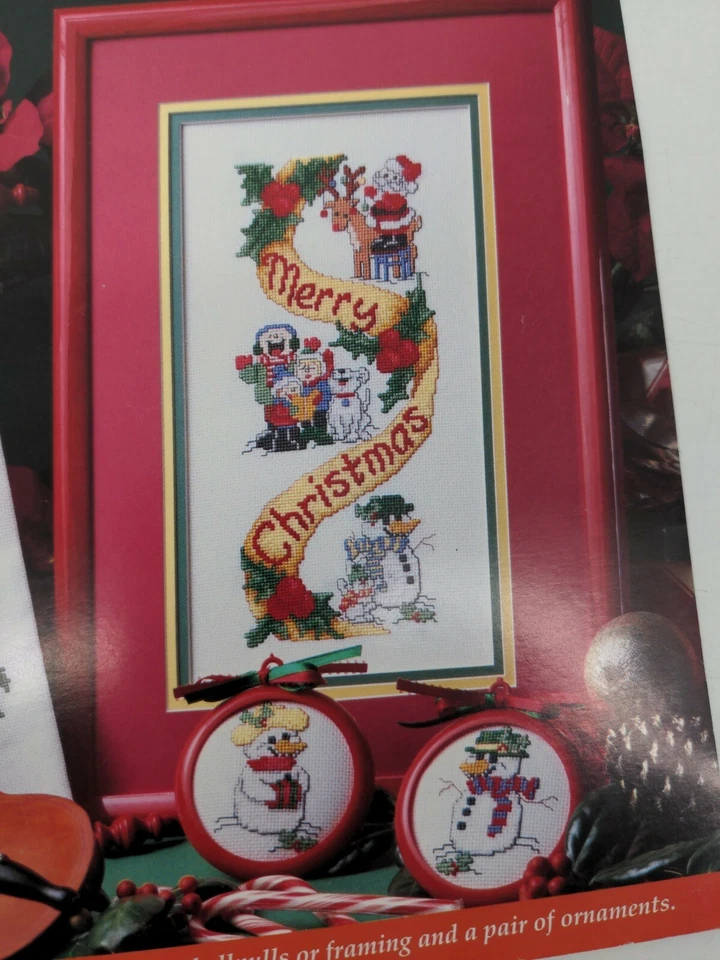 Merry
Christmas
or framing and a pair of ornaments.